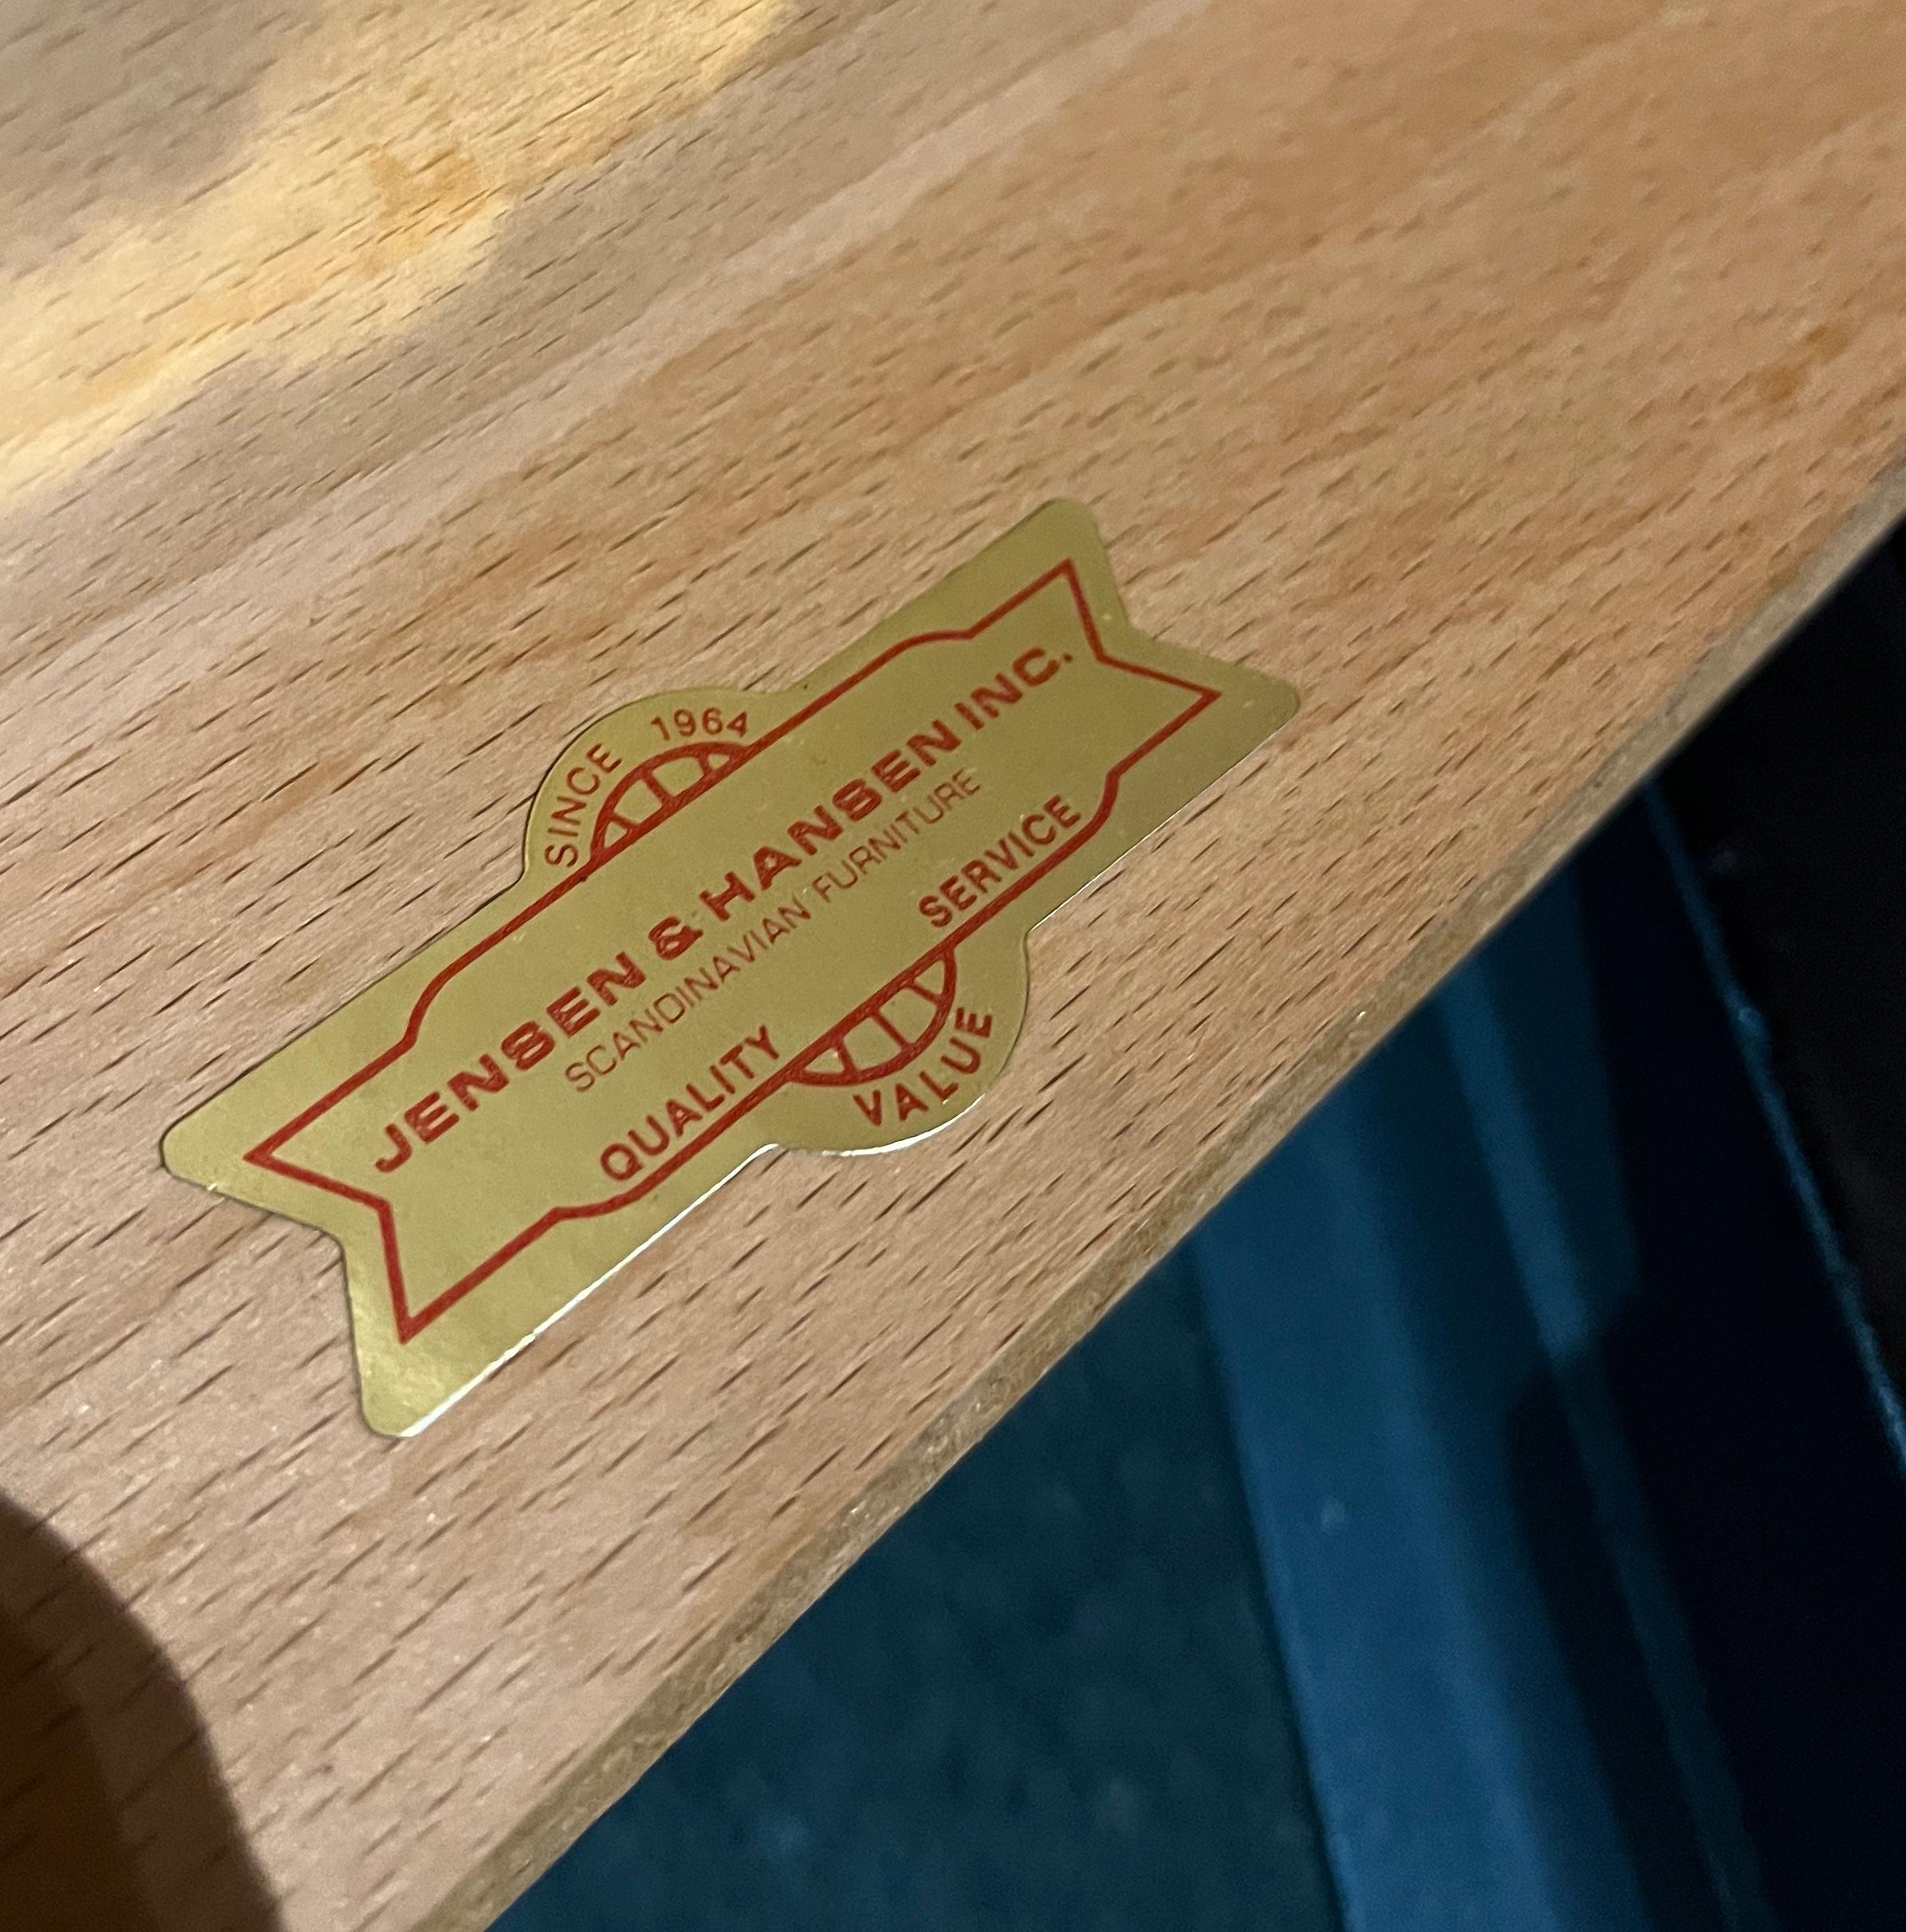 SINCE 1964
JENSEN & HANSEN INC.
SCANDINAVIAN FURNITURE
QUALITY SERVICE
VALUE